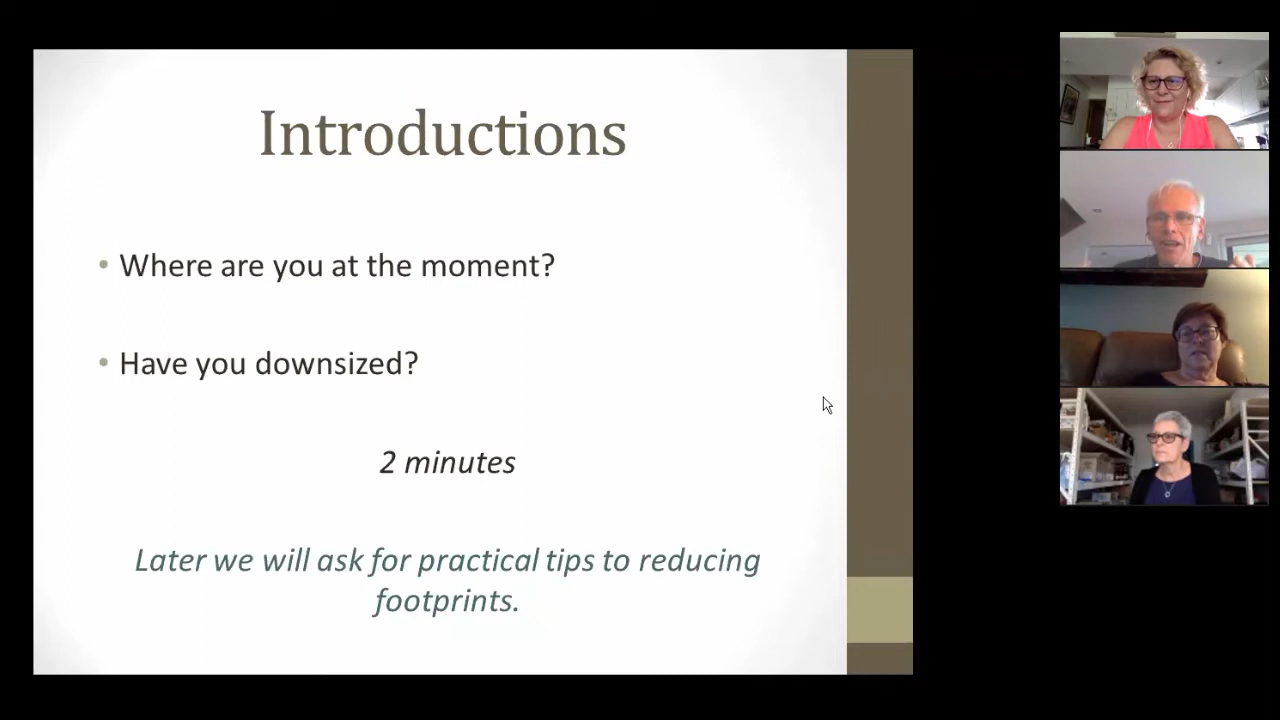 Introductions
• Where are you at the moment?
• Have you downsized?
2 minutes
Later we will ask for practical tips to reducing
footprints.